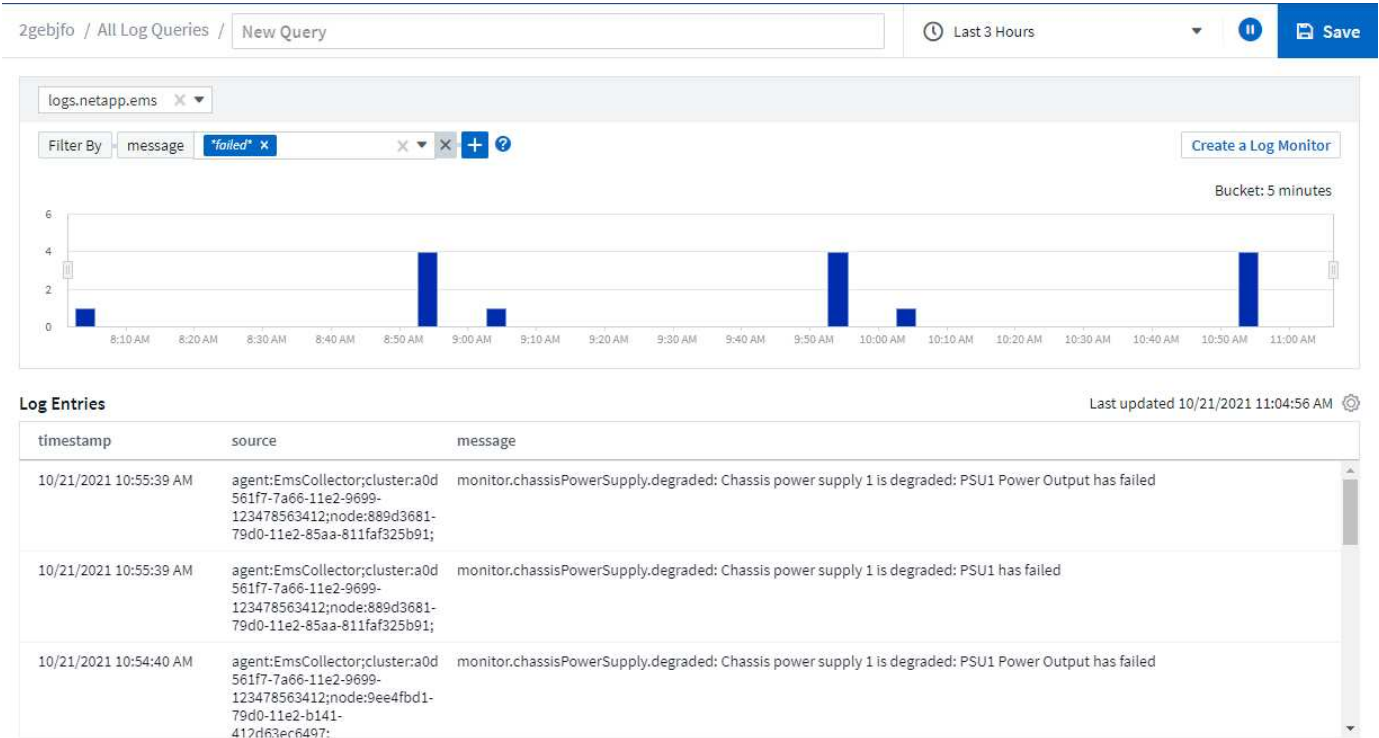 2gebjfo / All Log Queries / New Query Last 3 Hours Save
logs.netapp.ems
Filter By message *failed* Create a Log Monitor
Bucket: 5 minutes
6
4
2
0
8:10 AM 8:20 AM 8:30 AM 8:40 AM 8:50 AM 9:00 AM 9:10 AM 9:20 AM 9:30 AM 9:40 AM 9:50 AM 10:00 AM 10:10 AM 10:20 AM 10:30 AM 10:40 AM 10:50 AM 11:00 AM
Log Entries Last updated 10/21/2021 11:04:56 AM
timestamp source message
10/21/2021 10:55:39 AM agent:EmsCollector;cluster:a0d monitor.chassisPowerSupply.degraded: Chassis power supply 1 is degraded: PSU1 Power Output has failed
561f7-7a66-11e2-9699-
123478563412;node:889d3681-
79d0-11e2-85aa-811faf325b91;
10/21/2021 10:55:39 AM agent:EmsCollector;cluster:a0d monitor.chassisPowerSupply.degraded: Chassis power supply 1 is degraded: PSU1 has failed
561f7-7a66-11e2-9699-
123478563412;node:889d3681-
79d0-11e2-85aa-811faf325b91;
10/21/2021 10:54:40 AM agent:EmsCollector;cluster:a0d monitor.chassisPowerSupply.degraded: Chassis power supply 1 is degraded: PSU1 Power Output has failed
561f7-7a66-11e2-9699-
123478563412;node:9ee4fbd1-
79d0-11e2-b141-
412d63ec6497;